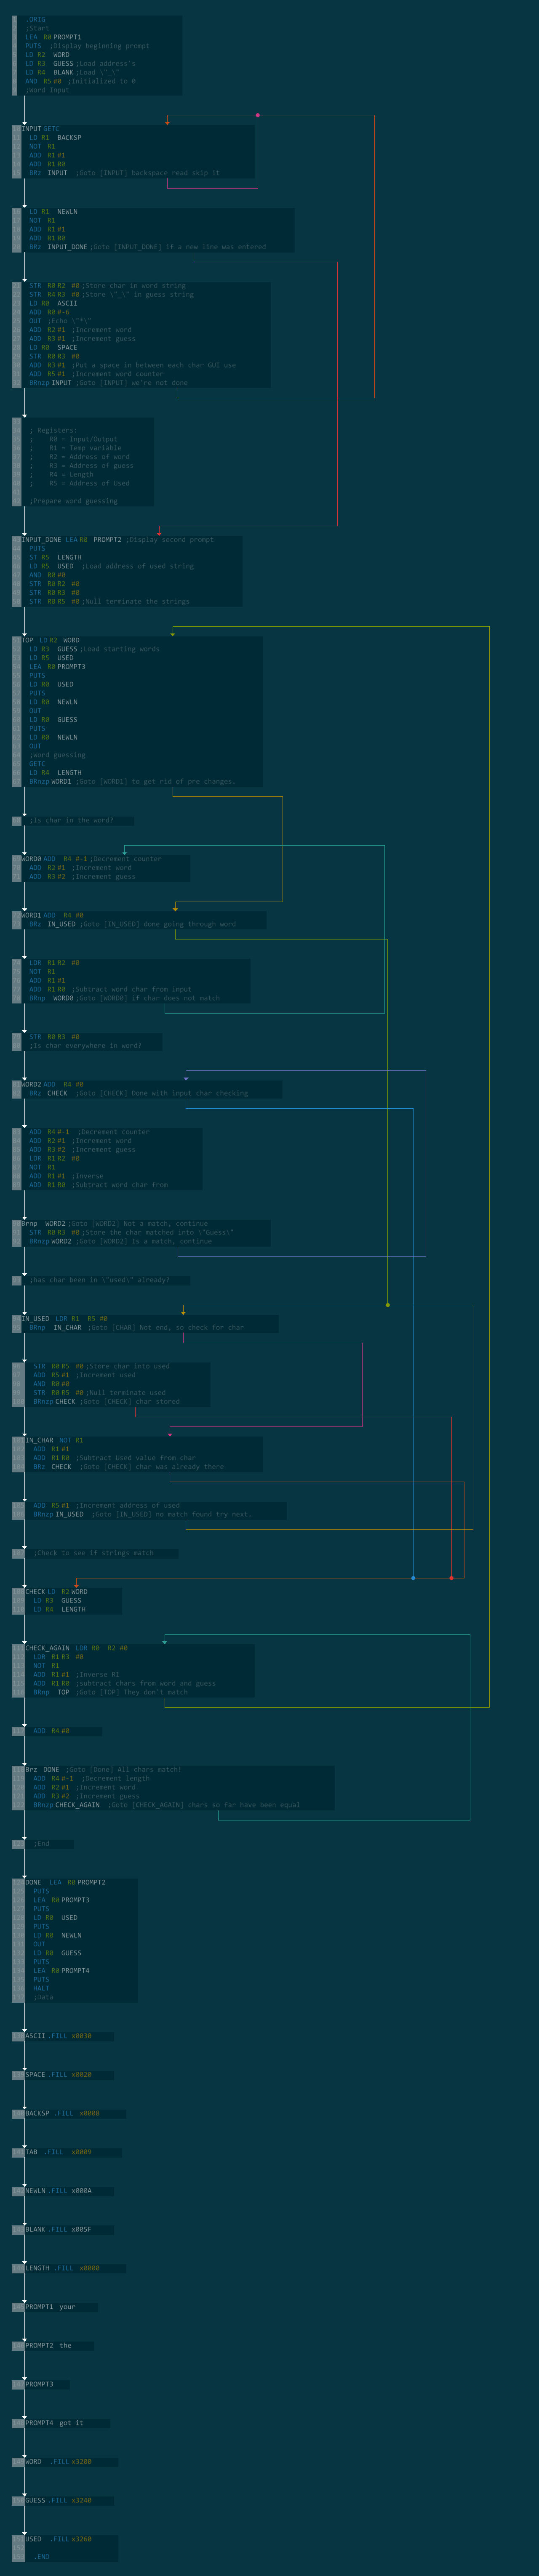 .ORIG
;Start
LEA R0 PROMPT1
PUTS ;Display beginning prompt
LD R2 WORD
LD R3 GUESS ;Load address's
LD R4 BLANK ;Load \"_\"
AND R5 #0 ;Initialized to 0
;Word Input
INPUT GETC
LD R1 BACKSP
NOT R1
ADD R1 #1
ADD R1 R0
BRz INPUT ;Goto [INPUT] backspace read skip it
LD R1 NEWLN
NOT R1
ADD R1 #1
ADD R1 R0
BRz INPUT_DONE ;Goto [INPUT_DONE] if a new line was entered
STR R0 R2 #0 ;Store char in word string
STR R4 R3 #0 ;Store \"_\" in guess string
LD R0 ASCII
ADD R0 #-6
OUT ;Echo \"*\"
ADD R2 #1 ;Increment word
ADD R3 #1 ;Increment guess
LD R0 SPACE
STR R0 R3 #0
ADD R3 #1 ;Put a space in between each char GUI use
ADD R5 #1 ;Increment word counter
BRnzp INPUT ;Goto [INPUT] we're not done
; Registers:
; R0 = Input/Output
; R1 = Temp variable
; R2 = Address of word
; R3 = Address of guess
; R4 = Length
; R5 = Address of Used
;Prepare word guessing
INPUT_DONE LEA R0 PROMPT2 ;Display second prompt
PUTS
ST R5 LENGTH
LD R5 USED ;Load address of used string
AND R0 #0
STR R0 R2 #0
STR R0 R3 #0
STR R0 R5 #0 ;Null terminate the strings
TOP LD R2 WORD
LD R3 GUESS ;Load starting words
LD R5 USED
LEA R0 PROMPT3
PUTS
LD R0 USED
PUTS
LD R0 NEWLN
OUT
LD R0 GUESS
PUTS
LD R0 NEWLN
OUT
;Word guessing
GETC
LD R4 LENGTH
BRnzp WORD1 ;Goto [WORD1] to get rid of pre changes.
;Is char in the word?
WORD0 ADD R4 #-1 ;Decrement counter
ADD R2 #1 ;Increment word
ADD R3 #2 ;Increment guess
WORD1 ADD R4 #0
BRz IN_USED ;Goto [IN_USED] done going through word
LDR R1 R2 #0
NOT R1
ADD R1 #1
ADD R1 R0 ;Subtract word char from input
BRnp WORD0 ;Goto [WORD0] if char does not match
STR R0 R3 #0
;Is char everywhere in word?
WORD2 ADD R4 #0
BRz CHECK ;Goto [CHECK] Done with input char checking
ADD R4 #-1 ;Decrement counter
ADD R2 #1 ;Increment word
ADD R3 #2 ;Increment guess
LDR R1 R2 #0
NOT R1
ADD R1 #1 ;Inverse
ADD R1 R0 ;Subtract word char from
Brnp WORD2 ;Goto [WORD2] Not a match, continue
STR R0 R3 #0 ;Store the char matched into \"Guess\"
BRnzp WORD2 ;Goto [WORD2] Is a match, continue
;has char been in \"used\" already?
IN_USED LDR R1 R5 #0
BRnp IN_CHAR ;Goto [CHAR] Not end, so check for char
STR R0 R5 #0 ;Store char into used
ADD R5 #1 ;Increment used
AND R0 #0
STR R0 R5 #0 ;Null terminate used
BRnzp CHECK ;Goto [CHECK] char stored
IN_CHAR NOT R1
ADD R1 #1
ADD R1 R0 ;Subtract Used value from char
BRz CHECK ;Goto [CHECK] char was already there
ADD R5 #1 ;Increment address of used
BRnzp IN_USED ;Goto [IN_USED] no match found try next.
;Check to see if strings match
CHECK LD R2 WORD
LD R3 GUESS
LD R4 LENGTH
CHECK_AGAIN LDR R0 R2 #0
LDR R1 R3 #0
NOT R1
ADD R1 #1 ;Inverse R1
ADD R1 R0 ;subtract chars from word and guess
BRnp TOP ;Goto [TOP] They don't match
ADD R4 #0
Brz DONE ;Goto [Done] All chars match!
ADD R4 #-1 ;Decrement length
ADD R2 #1 ;Increment word
ADD R3 #2 ;Increment guess
BRnzp CHECK_AGAIN ;Goto [CHECK_AGAIN] chars so far have been equal
;End
DONE LEA R0 PROMPT2
PUTS
LEA R0 PROMPT3
PUTS
LD R0 USED
PUTS
LD R0 NEWLN
OUT
LD R0 GUESS
PUTS
LEA R0 PROMPT4
PUTS
HALT
;Data
ASCII .FILL x0030
SPACE .FILL x0020
BACKSP .FILL x0008
TAB .FILL x0009
NEWLN .FILL x000A
BLANK .FILL x005F
LENGTH .FILL x0000
PROMPT1 your
PROMPT2 the
PROMPT3
PROMPT4 got it
WORD .FILL x3200
GUESS .FILL x3240
USED .FILL x3260
.END